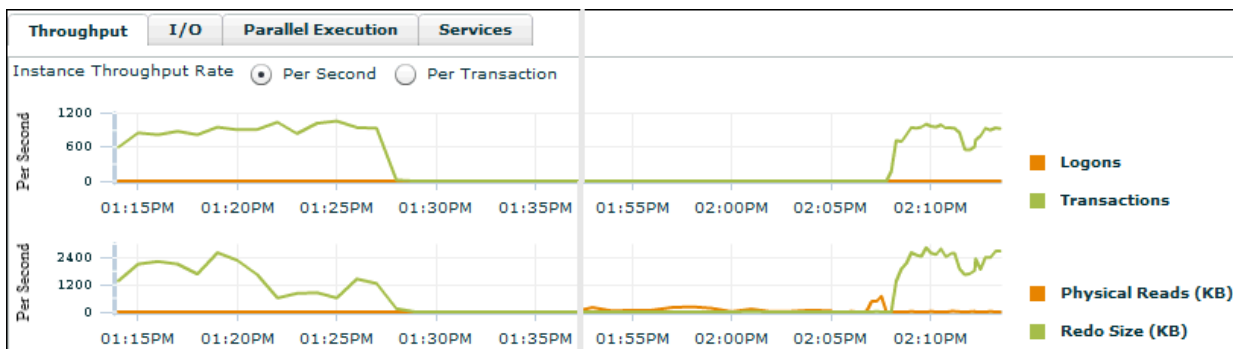 Throughput I/O Parallel Execution Services
Instance Throughput Rate Per Second Per Transaction
Per Second
1200
600
0
01:15PM 01:20PM 01:25PM 01:30PM 01:35PM 01:55PM 02:00PM 02:05PM 02:10PM
Logons
Transactions
Per Second
2400
1200
0
01:15PM 01:20PM 01:25PM 01:30PM 01:35PM 01:55PM 02:00PM 02:05PM 02:10PM
Physical Reads (KB)
Redo Size (KB)